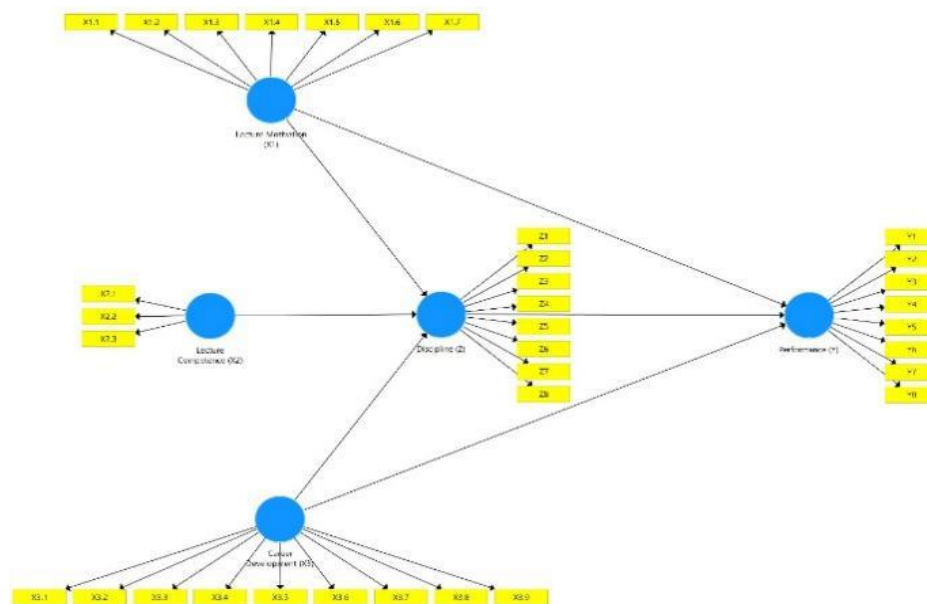 X1.1 X1.2 X1.3 X1.4 X1.5 X1.6 X1.7
Lecture Motivation
(X1)
Z1
Z2
Z3
Z4
Z5
Z6
Z7
Z8
Y1
Y2
Y3
Y4
Y5
Y6
Y7
Y8
X2.1
X2.2
X2.3
Lecture
Competence (X2)
Discipline (Z)
Performance (Y)
Career
Development (X3)
X3.1 X3.2 X3.3 X3.4 X3.5 X3.6 X3.7 X3.8 X3.9